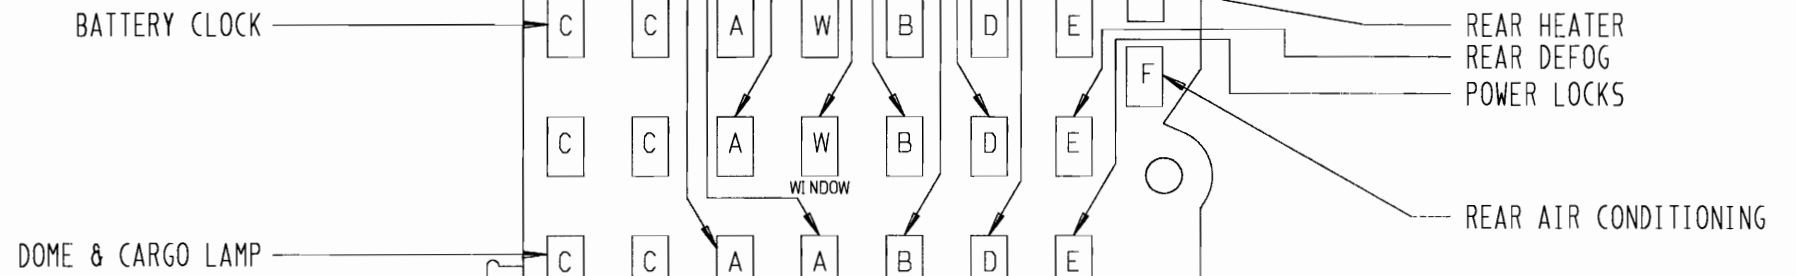 BATTERY CLOCK C C A W B D E REAR HEATER
REAR DEFOG
F
POWER LOCKS
C C A W B D E
WINDOW
REAR AIR CONDITIONING
DOME & CARGO LAMP C C A A B D E